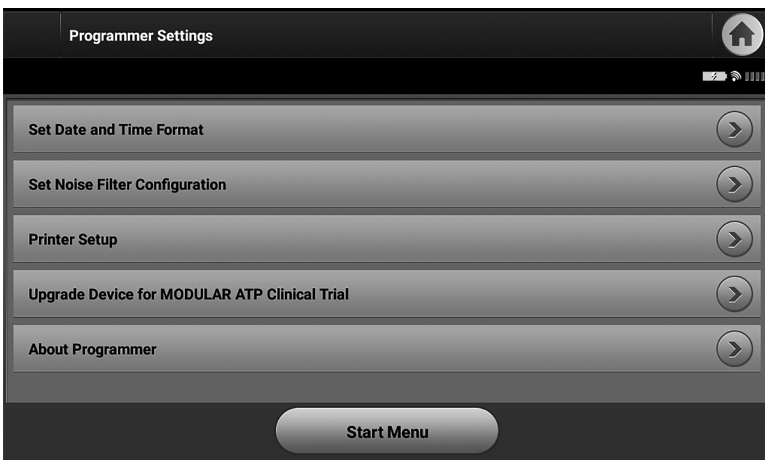 Programmer Settings
Set Date and Time Format
Set Noise Filter Configuration
Printer Setup
Upgrade Device for MODULAR ATP Clinical Trial
About Programmer
Start Menu